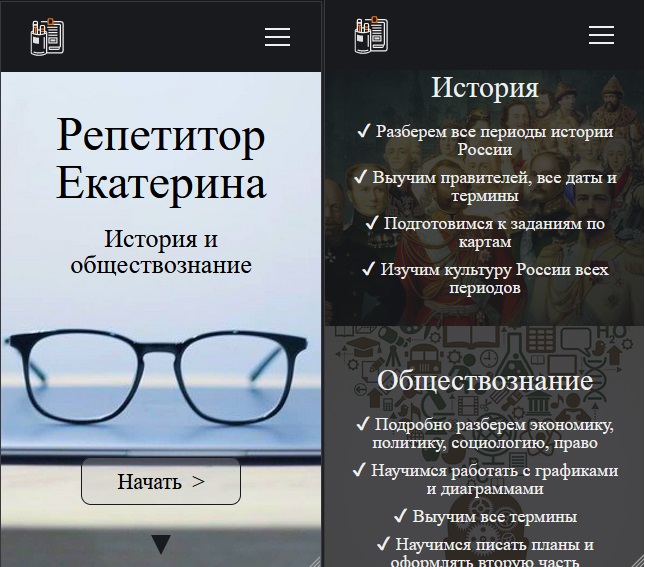 Репетитор
Екатерина
История и
обществознание
Начать >
▼
История
✓ Разберем все периоды истории
России
✓ Выучим правителей, все даты и
термины
✓ Подготовимся к заданиям по
картам
✓ Изучим культуру России всех
периодов
Обществознание
✓ Подробно разберем экономику,
политику, социологию, право
✓ Научимся работать с графиками
и диаграммами
✓ Выучим все термины
✓ Научимся писать планы и
оформлять вторую часть